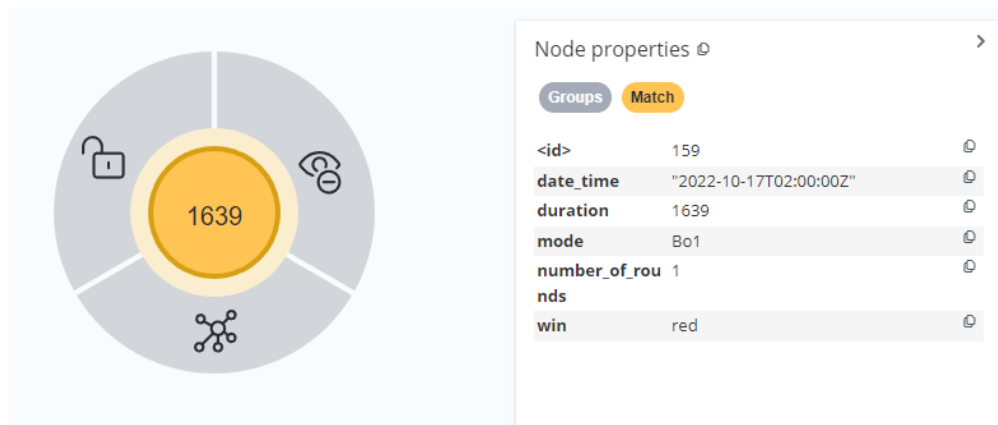 1639
Node properties
Groups Match
<id> 159
date_time "2022-10-17T02:00:00Z"
duration 1639
mode Bo1
number_of_rou 1
nds
win red